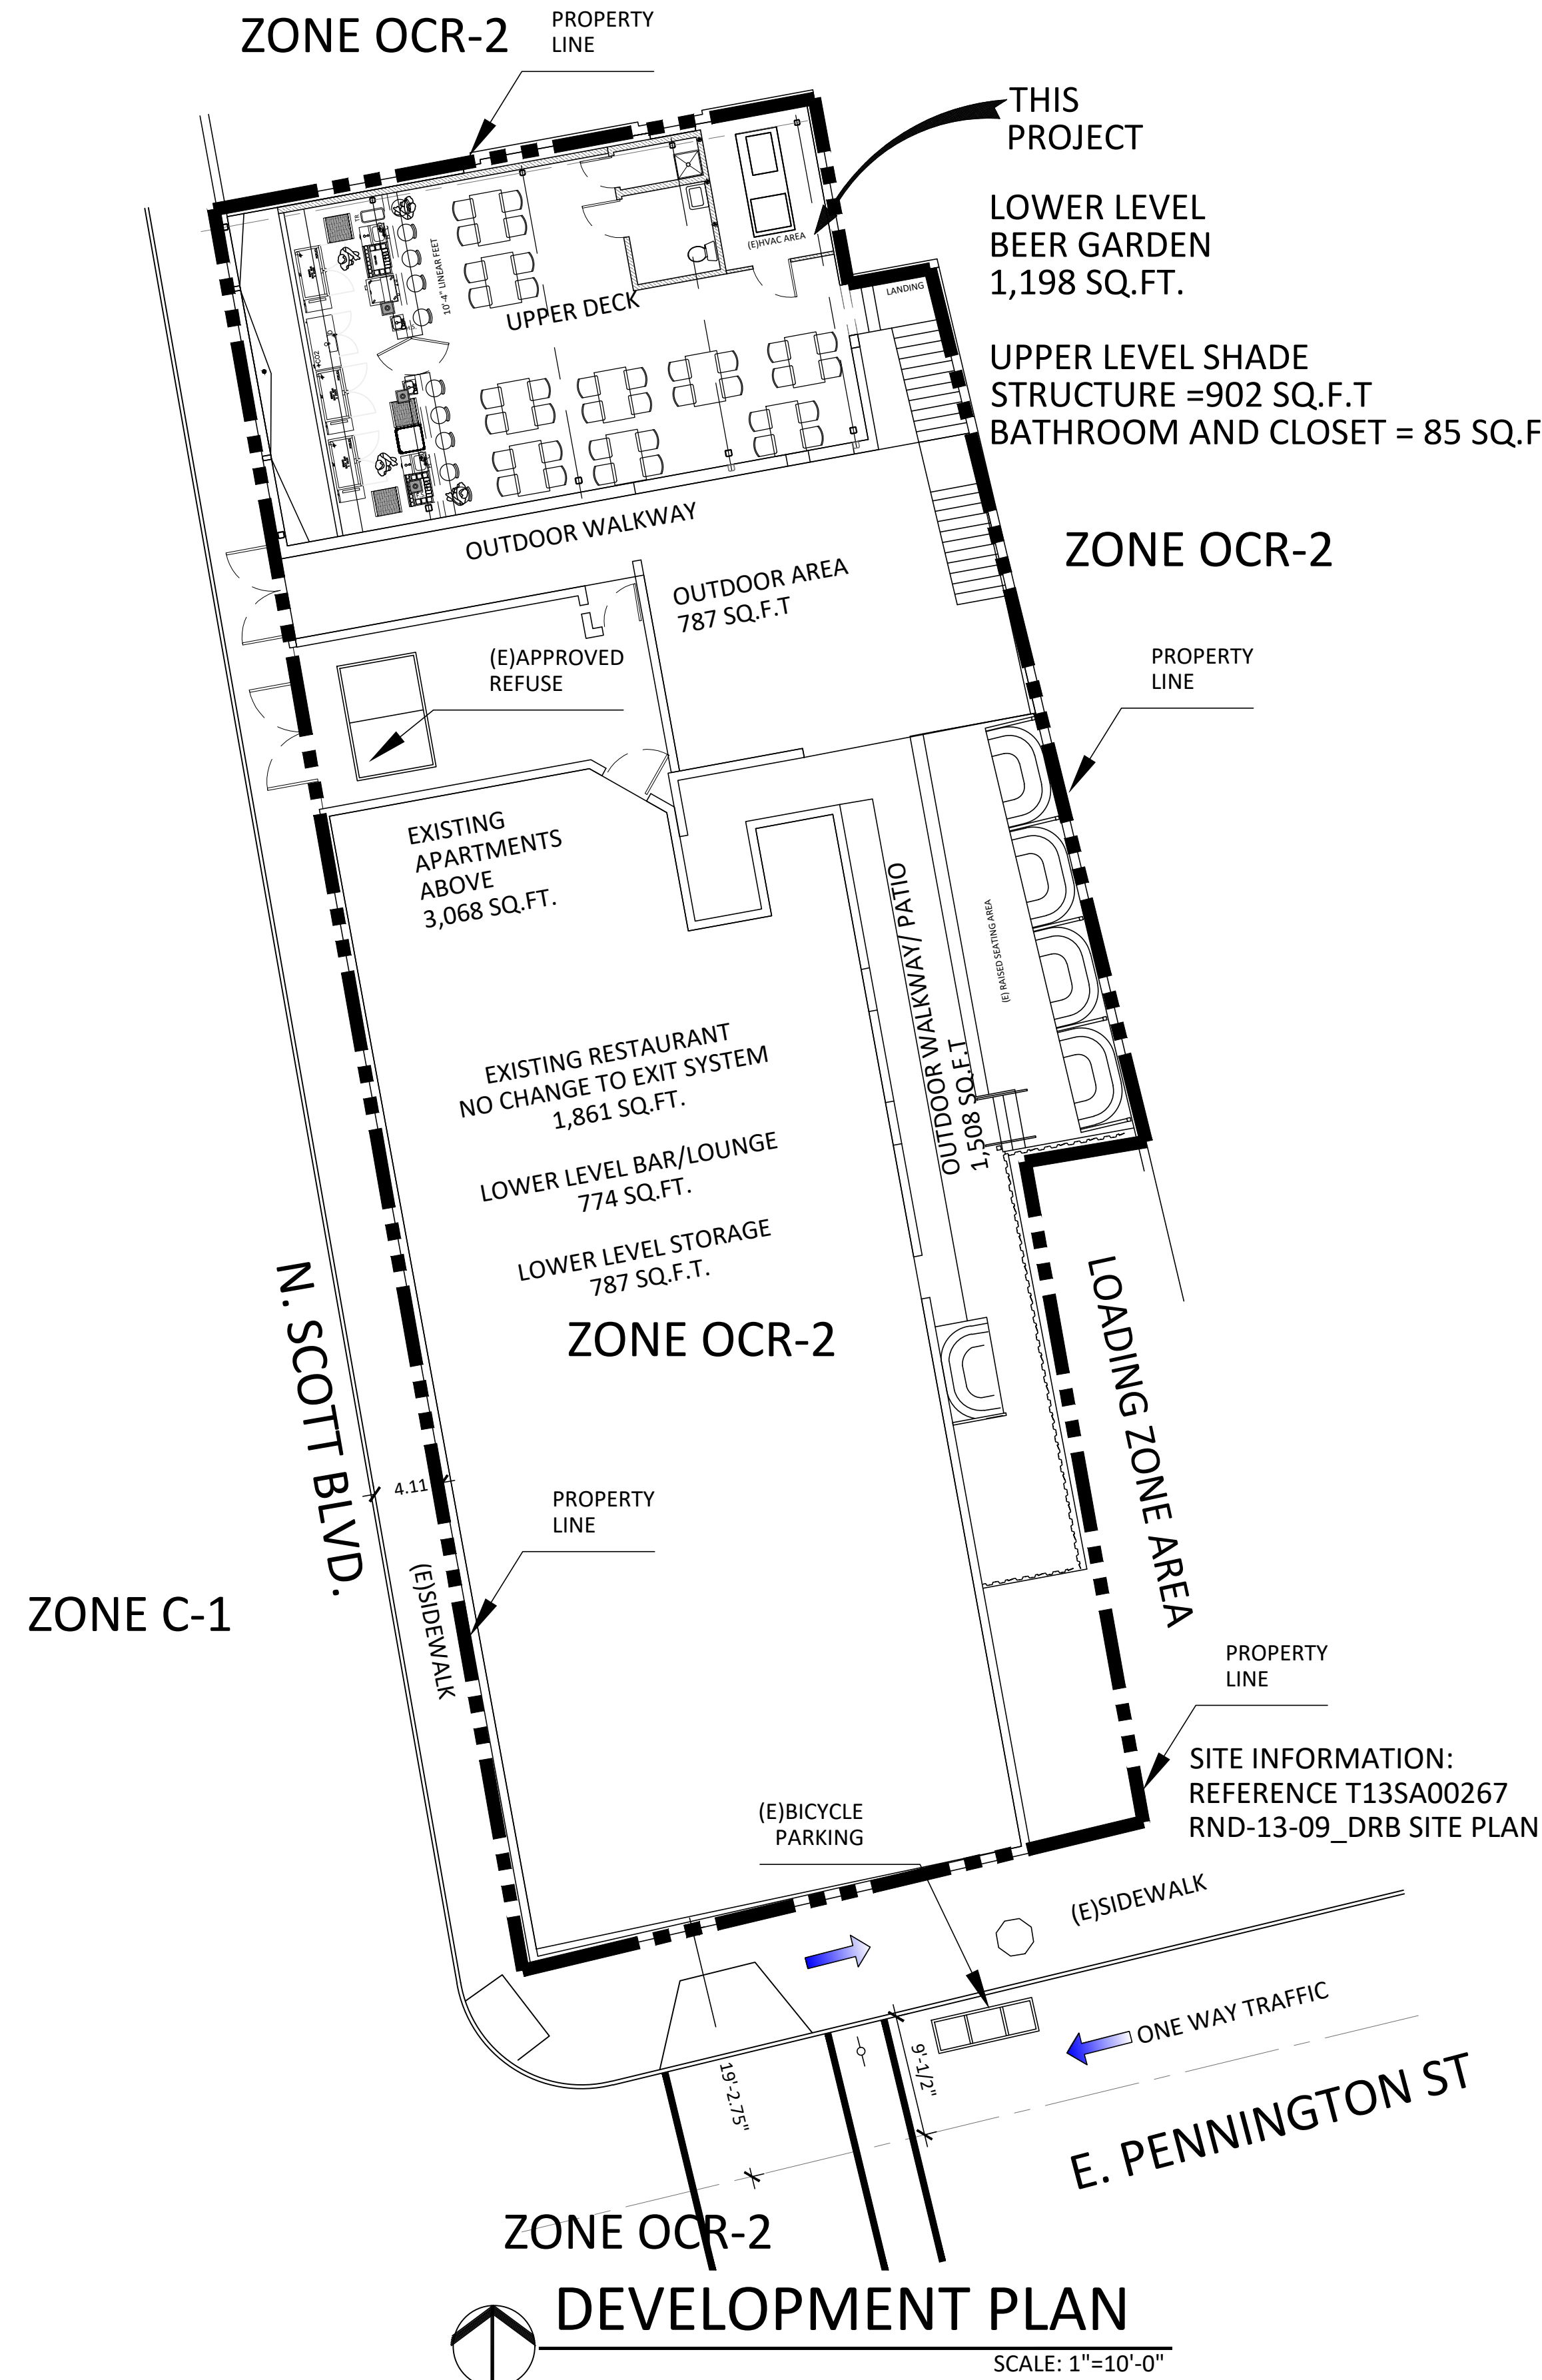 ZONE OCR-2
PROPERTY
LINE
THIS
PROJECT
LOWER LEVEL
BEER GARDEN
1,198 SQ.FT.
UPPER LEVEL SHADE
STRUCTURE =902 SQ.F.T
BATHROOM AND CLOSET = 85 SQ.F
(E)HVAC AREA
LANDING
10'-4" LINEAR FEET
UPPER DECK
CO2
OUTDOOR WALKWAY
ZONE OCR-2
OUTDOOR AREA
787 SQ.F.T
(E)APPROVED
REFUSE
PROPERTY
LINE
EXISTING
APARTMENTS
ABOVE
3,068 SQ.FT.
OUTDOOR WALKWAY/ PATIO
1,508 SQ.F.T
(E) RAISED SEATING AREA
EXISTING RESTAURANT
NO CHANGE TO EXIT SYSTEM
1,861 SQ.FT.
LOWER LEVEL BAR/LOUNGE
774 SQ.FT.
LOWER LEVEL STORAGE
787 SQ.F.T.
ZONE OCR-2
N. SCOTT BLVD.
LOADING ZONE AREA
4.11
PROPERTY
LINE
(E)SIDEWALK
ZONE C-1
PROPERTY
LINE
SITE INFORMATION:
REFERENCE T13SA00267
RND-13-09_DRB SITE PLAN
(E)BICYCLE
PARKING
(E)SIDEWALK
ONE WAY TRAFFIC
19'-2.75"
9'-1/2"
E. PENNINGTON ST
ZONE OCR-2
DEVELOPMENT PLAN
SCALE: 1"=10'-0"